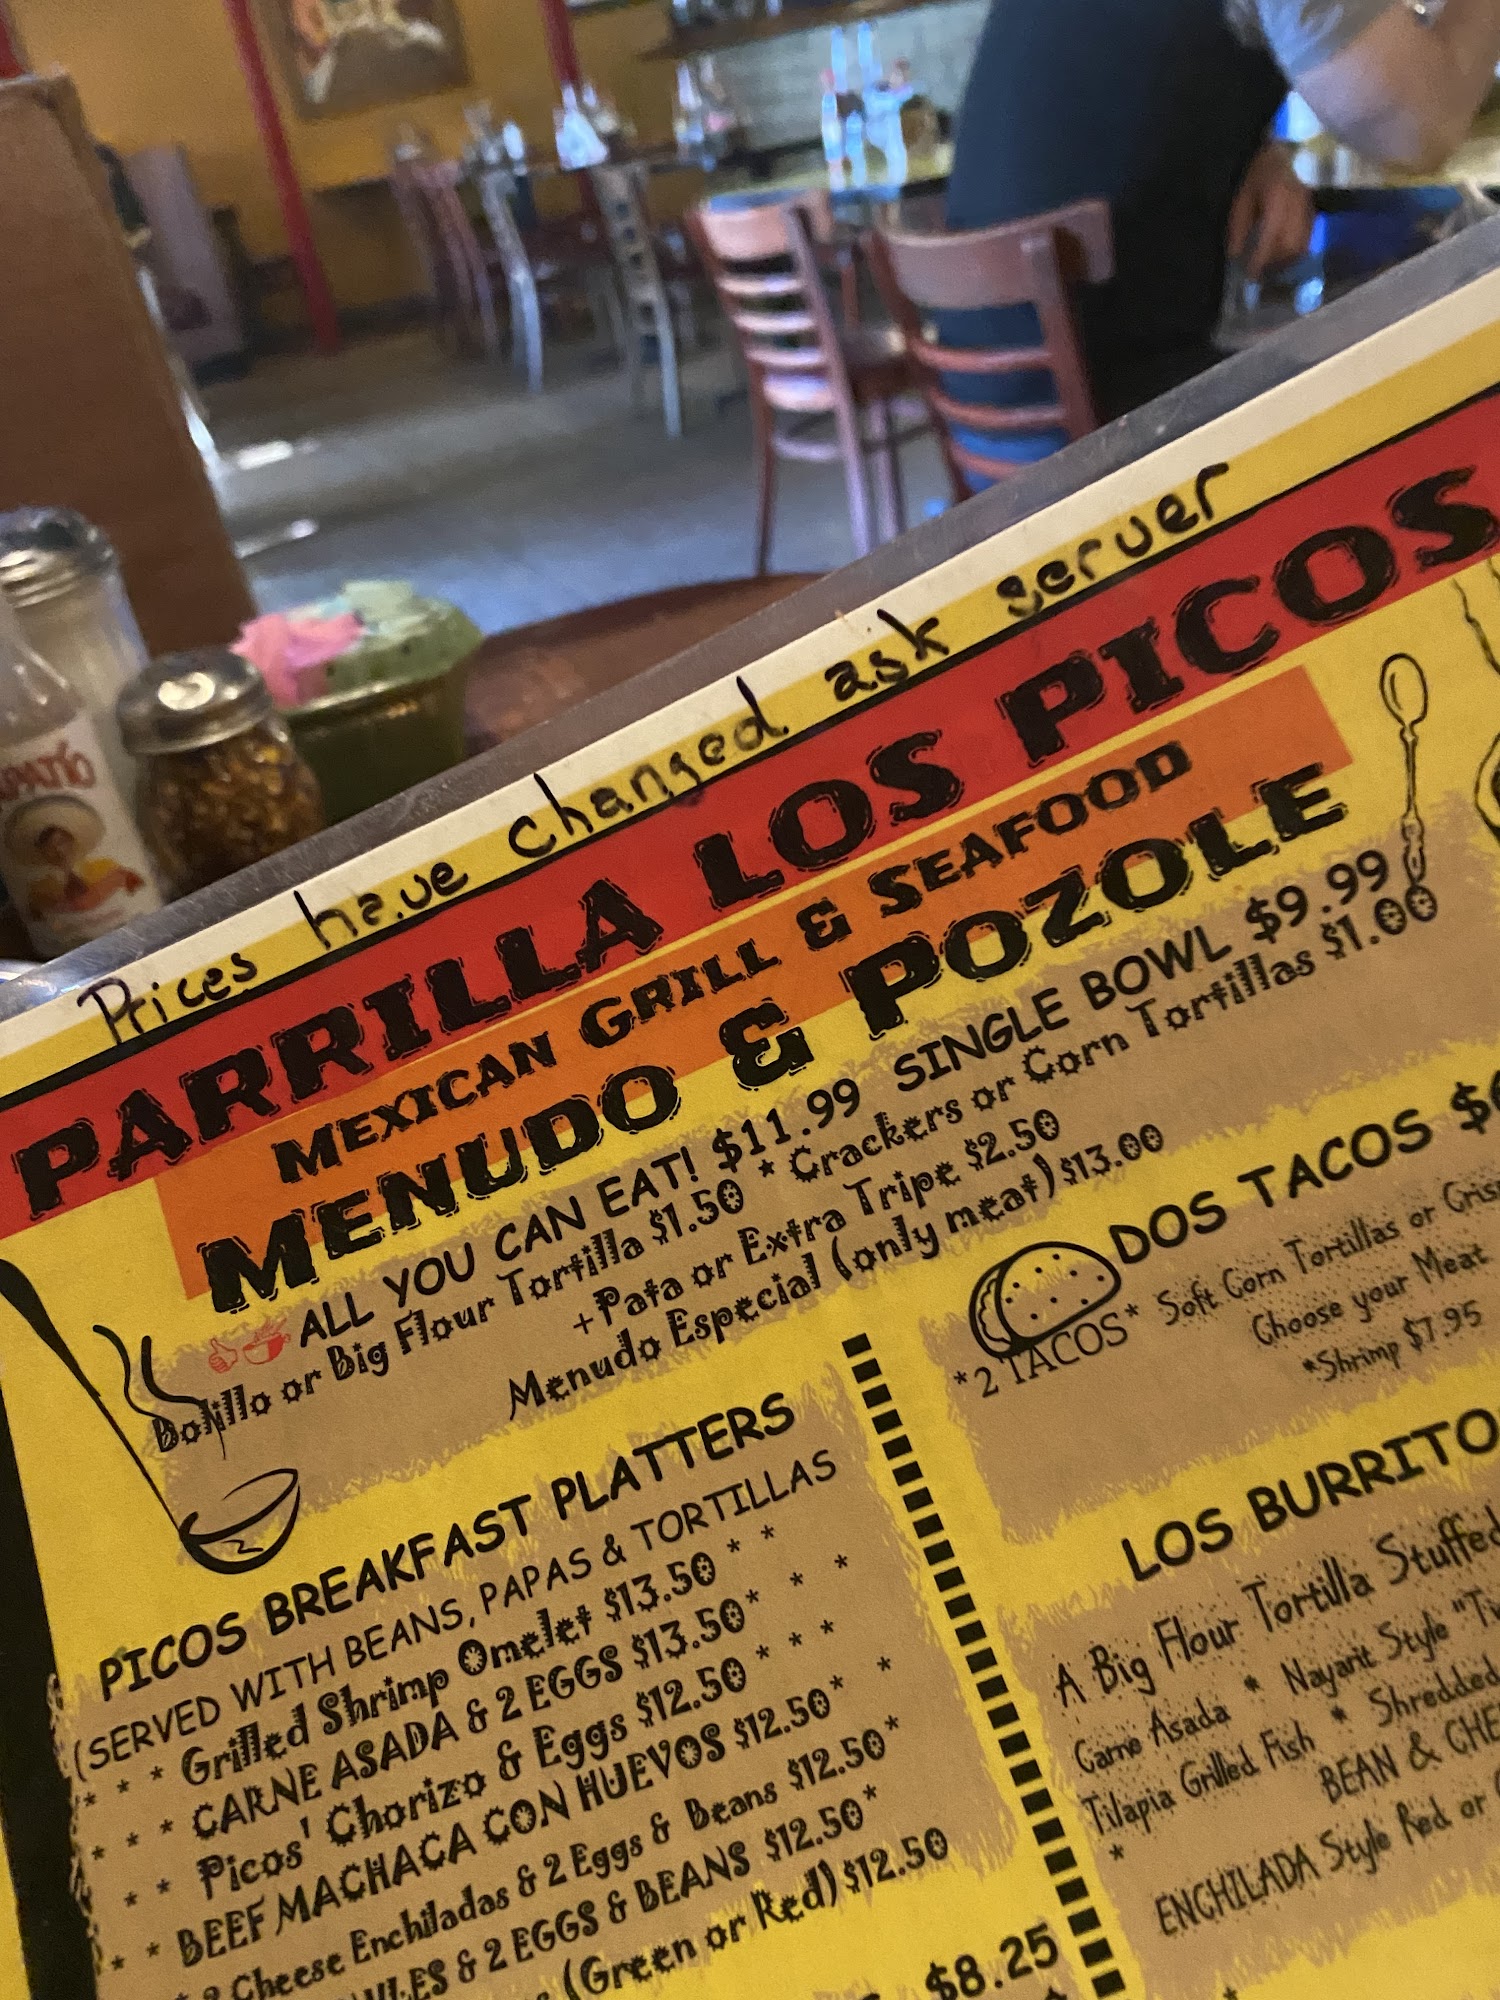 Prices have changed ask server
PARRILLA LOS PICOS
MEXICAN GRILL & SEAFOOD
MENUDO & POZOLE
ALL YOU CAN EAT! $11.99 SINGLE BOWL $9.99
Bolillo or Big Flour Tortilla $1.50 * Crackers or Corn Tortillas $1.00
+Pata or Extra Tripe $2.50
Menudo Especial (only meat) $13.00
PICOS BREAKFAST PLATTERS
(SERVED WITH BEANS, PAPAS & TORTILLAS
* * * Grilled Shrimp Omelet $13.50 * *
* * * CARNE ASADA & 2 EGGS $13.50* * *
* * Picos' Chorizo & Eggs $12.50 * * *
* * BEEF MACHACA CON HUEVOS $12.50* *
* 2 Cheese Enchiladas & 2 Eggs & Beans $12.50*
& 2 EGGS & BEANS $12.50*
(Green or Red) $12.50
$8.25
DOS TACOS
*2 TACOS* Soft Corn Tortillas or
Choose your Meat
*Shrimp $7.95
LOS
A Big Flour Tortilla Stuffed
Carne Asada * Nayarit Style
Tilapia Grilled Fish * Shredded
* BEAN &
ENCHILADA Style Red or